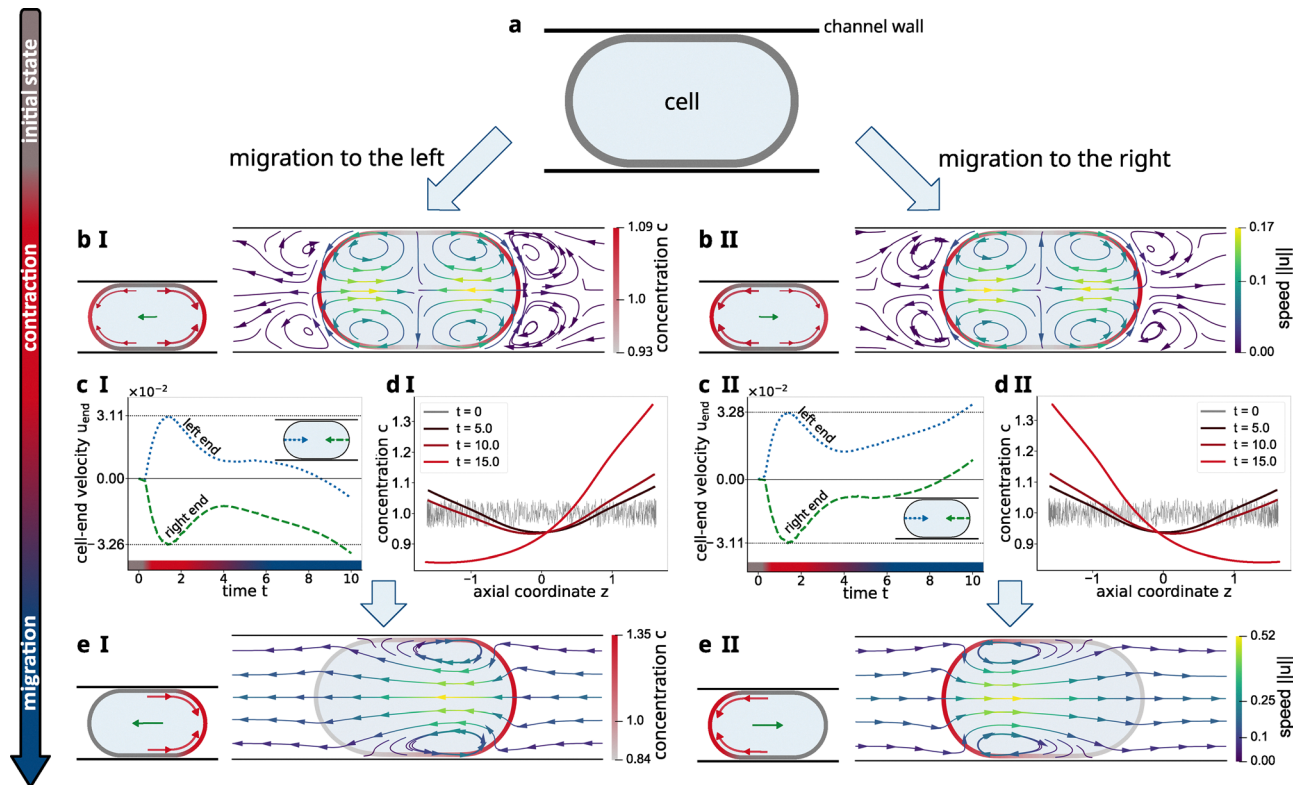 initial state
contraction
migration
a
channel wall
cell
migration to the left
migration to the right
b I
1.09
1.0
0.93
concentration c
b II
0.17
0.1
0.00
speed ||u||
c I
×10⁻²
3.11
0.00
−3.26
cell-end velocity u_end
left end
right end
0 2 4 6 8 10
time t
d I
t = 0
t = 5.0
t = 10.0
t = 15.0
1.3
1.2
1.1
1.0
0.9
concentration c
−1 0 1
axial coordinate z
c II
×10⁻²
3.28
0.00
−3.11
cell-end velocity u_end
left end
right end
0 2 4 6 8 10
time t
d II
t = 0
t = 5.0
t = 10.0
t = 15.0
1.3
1.2
1.1
1.0
0.9
concentration c
−1 0 1
axial coordinate z
e I
1.35
1.0
0.84
concentration c
e II
0.52
0.25
0.1
0.00
speed ||u||